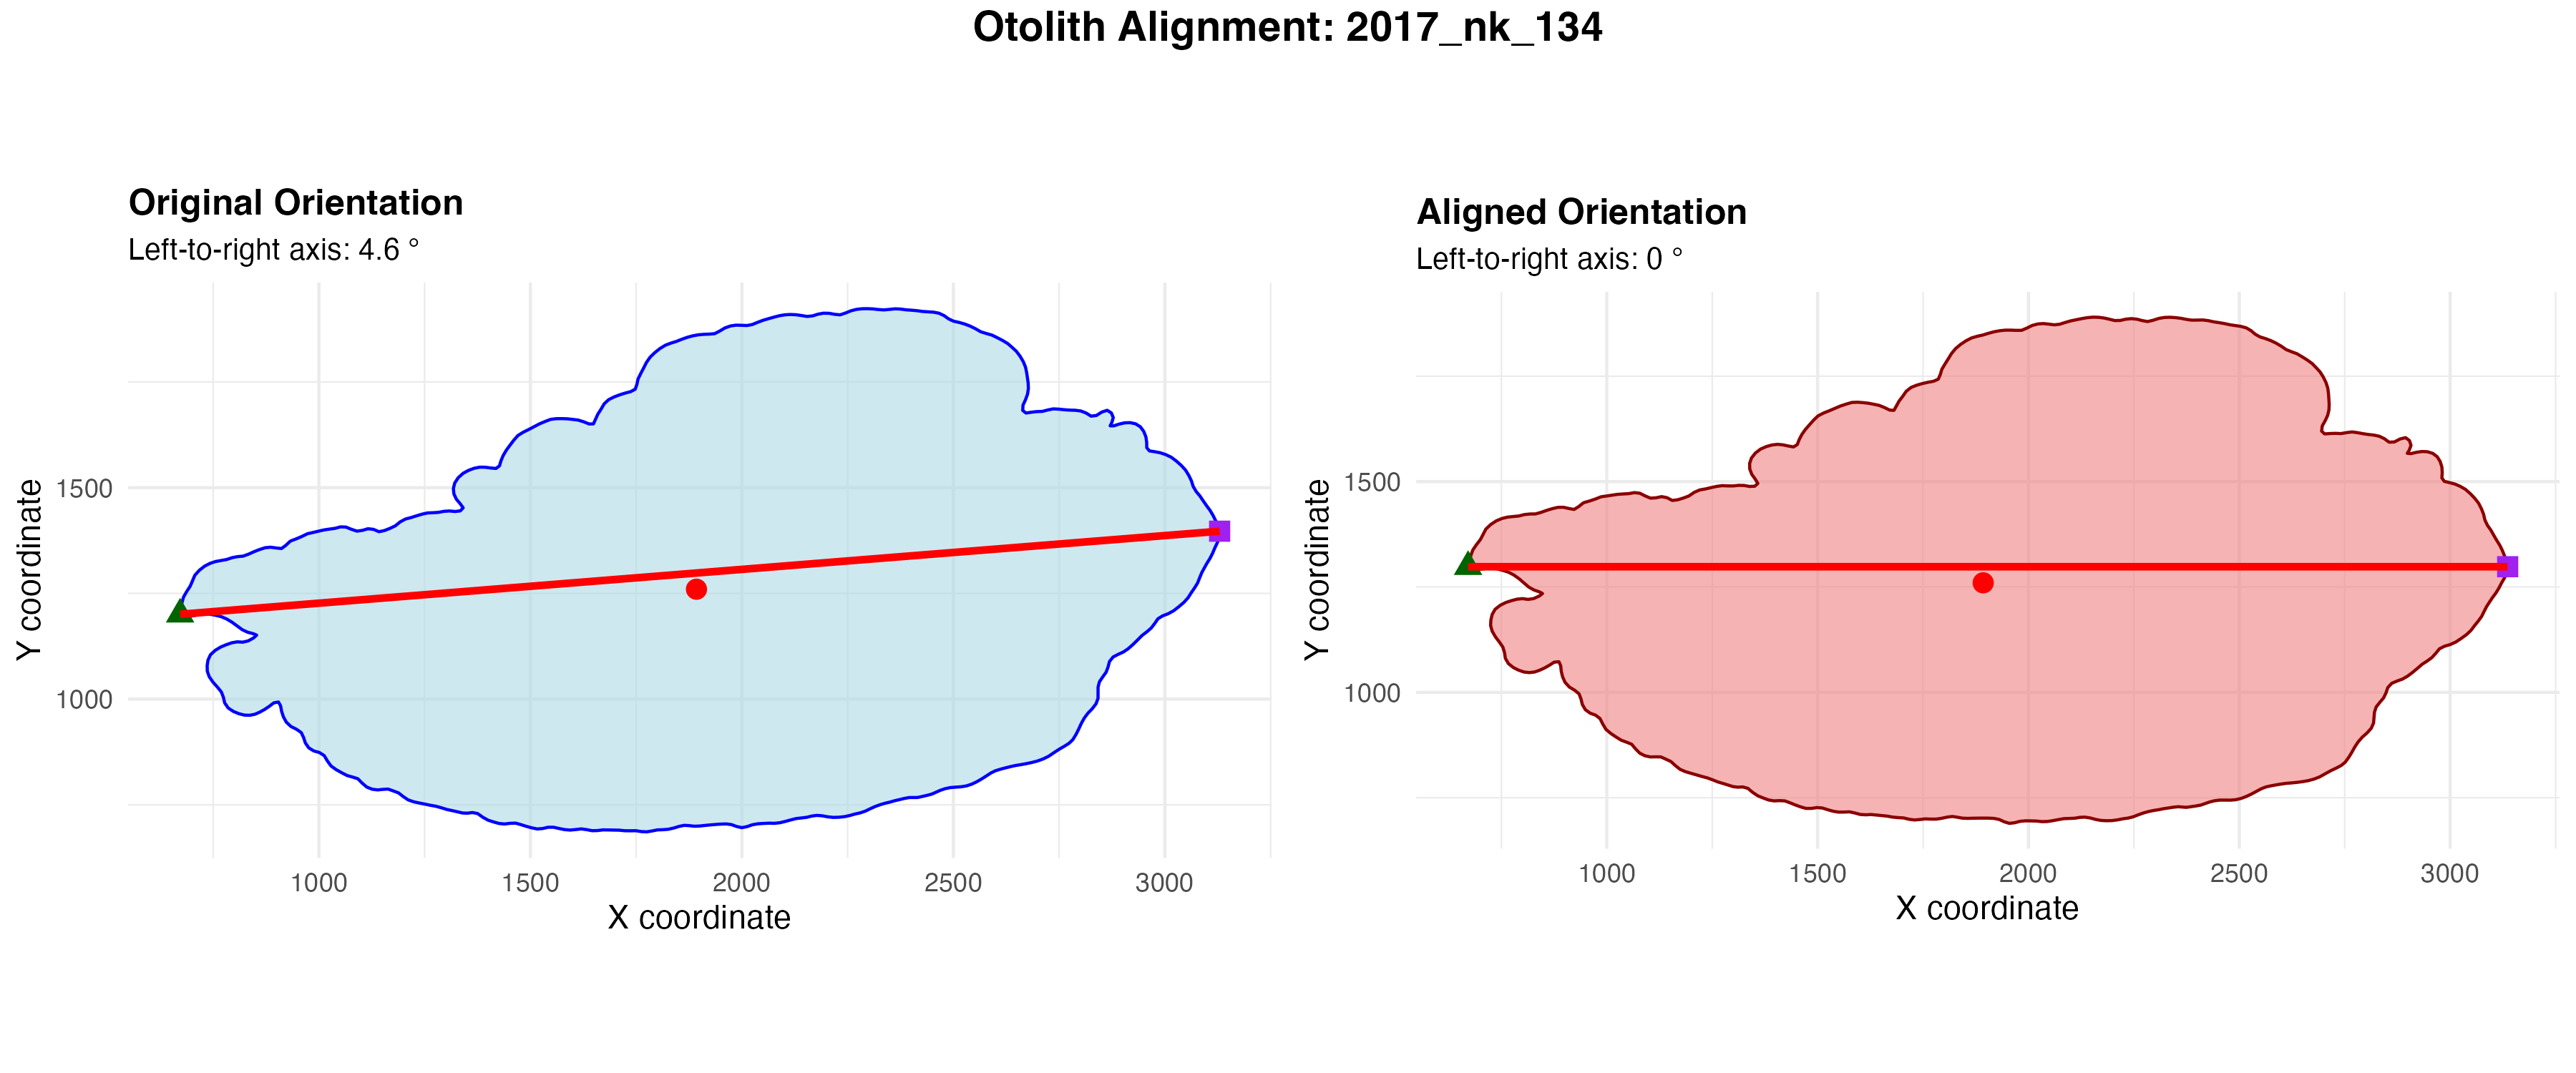 Otolith Alignment: 2017_nk_134
Original Orientation
Left-to-right axis: 4.6 °
Y coordinate
1500
1000
1000 1500 2000 2500 3000
X coordinate
Aligned Orientation
Left-to-right axis: 0 °
Y coordinate
1500
1000
1000 1500 2000 2500 3000
X coordinate